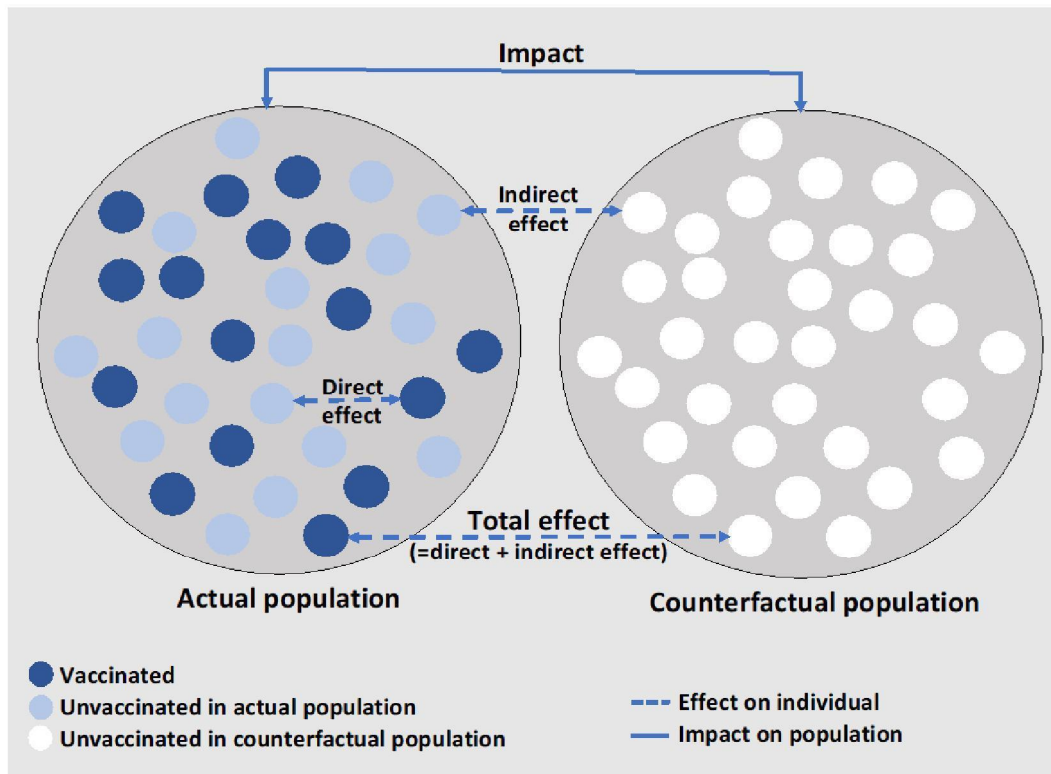 Impact
Indirect
effect
Direct
effect
Total effect
(=direct + indirect effect)
Actual population
Counterfactual population
Vaccinated
Unvaccinated in actual population
Unvaccinated in counterfactual population
Effect on individual
Impact on population